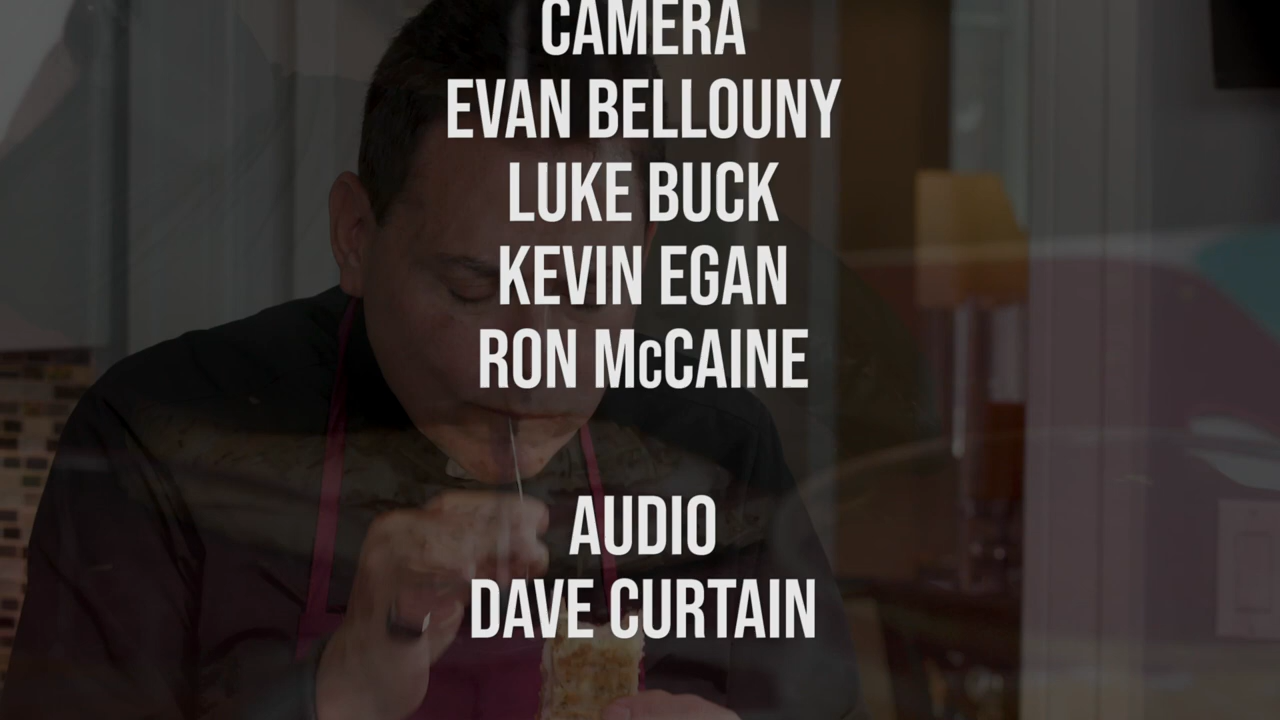 CAMERA
EVAN BELLOUNY
LUKE BUCK
KEVIN EGAN
RON McCAINE
AUDIO
DAVE CURTAIN